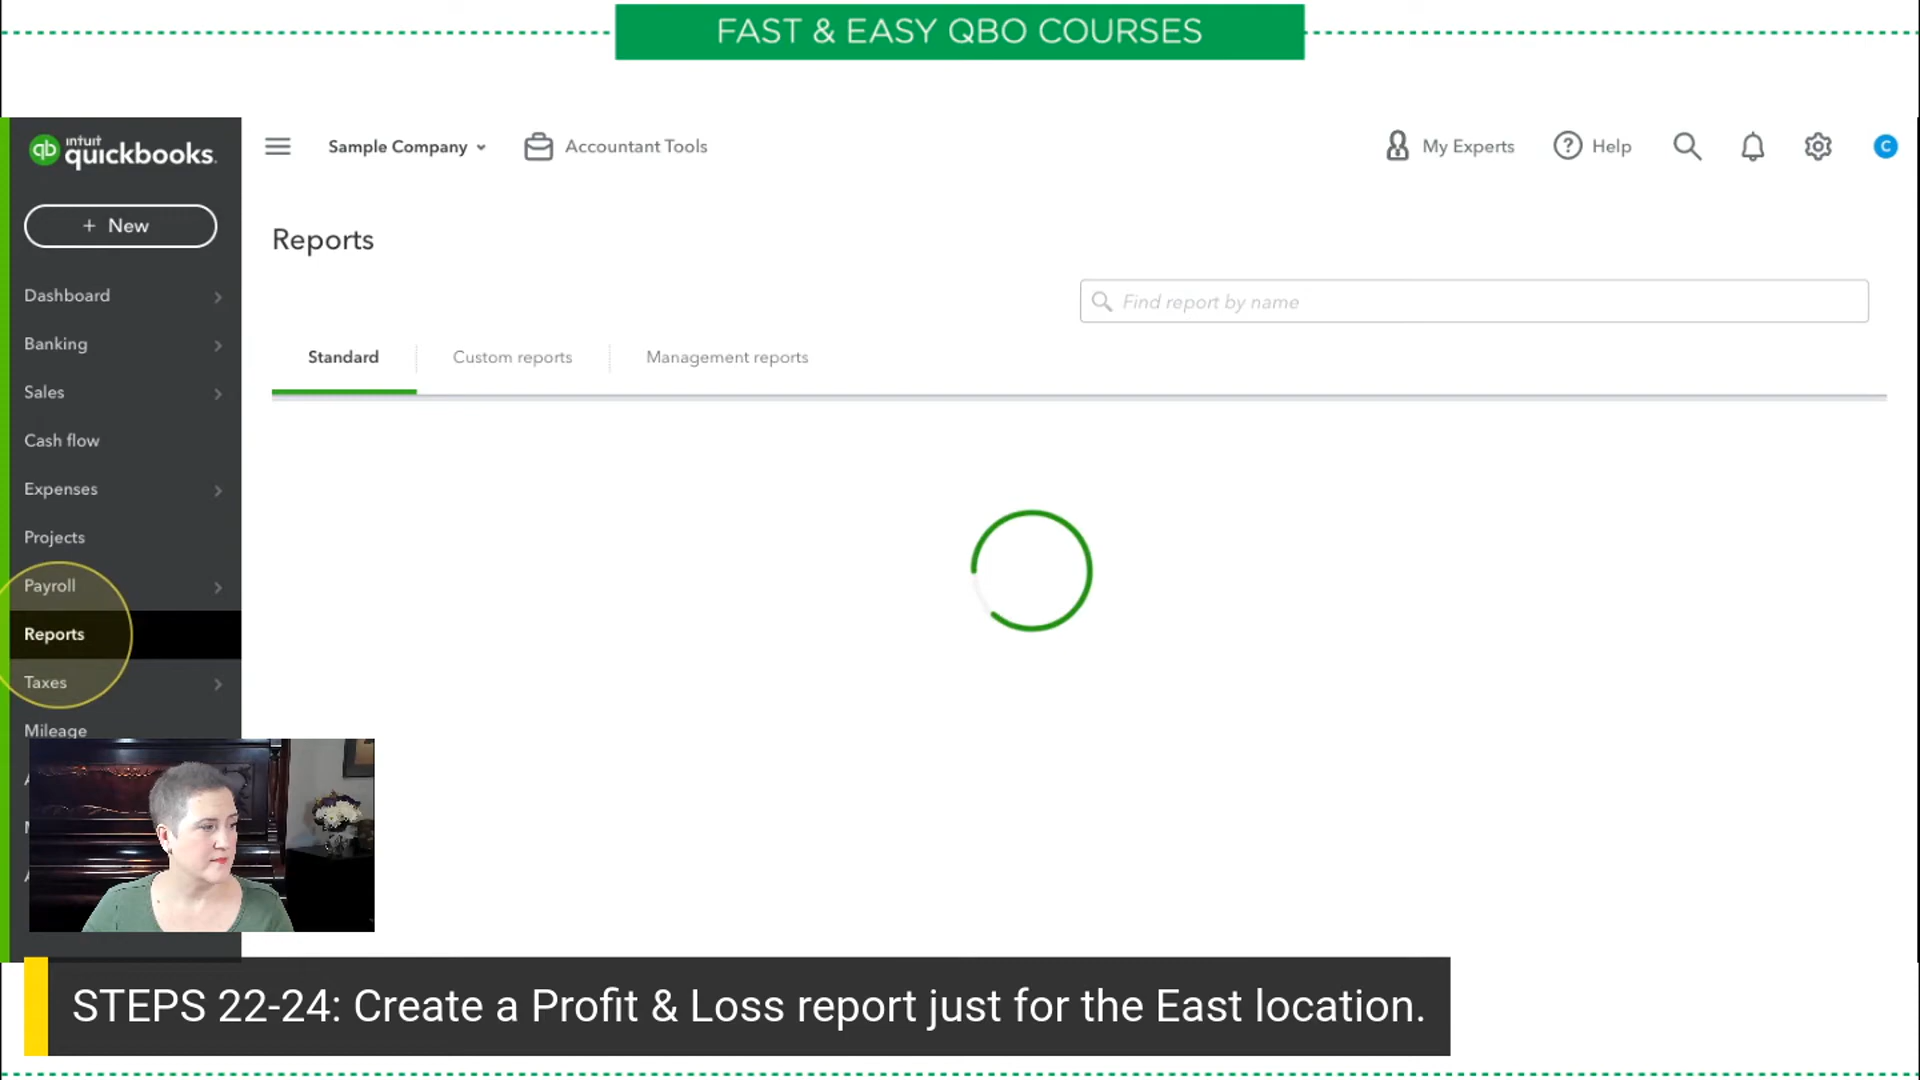 FAST & EASY QBO COURSES
intuit
qb quickbooks.
Sample Company
Accountant Tools
My Experts
? Help
C
+ New
Reports
Dashboard
Find report by name
Banking
Standard
Custom reports
Management reports
Sales
Cash flow
Expenses
Projects
Payroll
Reports
Taxes
Mileage
STEPS 22-24: Create a Profit & Loss report just for the East location.